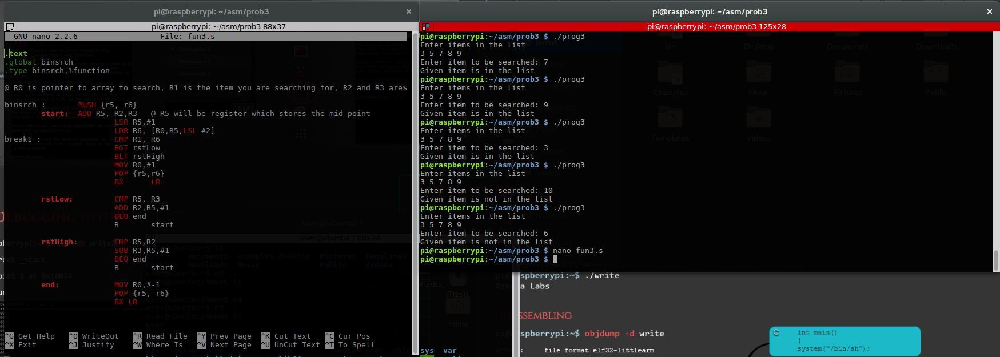 pi@raspberrypi: ~/asm/prob3
pi@raspberrypi: ~/asm/prob3 88x37
GNU nano 2.2.6 File: fun3.s
.text
.global binsrch
.type binsrch,%function
@ R0 is pointer to array to search, R1 is the item you are searching for, R2 and R3 are$
binsrch : PUSH {r5, r6}
start: ADD R5, R2,R3 @ R5 will be register which stores the mid point
LSR R5,#1
LDR R6, [R0,R5,LSL #2]
break1 : CMP R1, R6
BGT rstLow
BLT rstHigh
MOV R0,#1
POP {r5,r6}
BX LR
rstLow: CMP R5, R3
ADD R2,R5,#1
BEQ end
B start
rstHigh: CMP R5,R2
SUB R3,R5,#1
BEQ end
B start
end: MOV R0,#-1
POP {r5, r6}
BX LR
^G Get Help ^O WriteOut ^R Read File ^Y Prev Page ^K Cut Text ^C Cur Pos
^X Exit ^J Justify ^W Where Is ^V Next Page ^U UnCut Text ^T To Spell
pi@raspberrypi: ~/asm/prob3
pi@raspberrypi: ~/asm/prob3 125x28
pi@raspberrypi:~/asm/prob3 $ ./prog3
Enter items in the list
3 5 7 8 9
Enter item to be searched: 7
Given item is in the list
pi@raspberrypi:~/asm/prob3 $ ./prog3
Enter items in the list
3 5 7 8 9
Enter item to be searched: 9
Given item is in the list
pi@raspberrypi:~/asm/prob3 $ ./prog3
Enter items in the list
3 5 7 8 9
Enter item to be searched: 3
Given item is in the list
pi@raspberrypi:~/asm/prob3 $ ./prog3
Enter items in the list
3 5 7 8 9
Enter item to be searched: 10
Given item is not in the list
pi@raspberrypi:~/asm/prob3 $ ./prog3
Enter items in the list
3 5 7 8 9
Enter item to be searched: 6
Given item is not in the list
pi@raspberrypi:~/asm/prob3 $ nano fun3.s
pi@raspberrypi:~/asm/prob3 $
Home
bin Desktop Documents Downloads
Examples Music Pictures Public
Templates Videos
user@ubuntu: /
user@ubuntu: / 80x24
Trash
home
sys var
spberrypi:~$ ./write
a Labs
SSEMBLING
spberrypi:~$ objdump -d write
: file format elf32-littlearm
C int main()
{
system("/bin/sh");